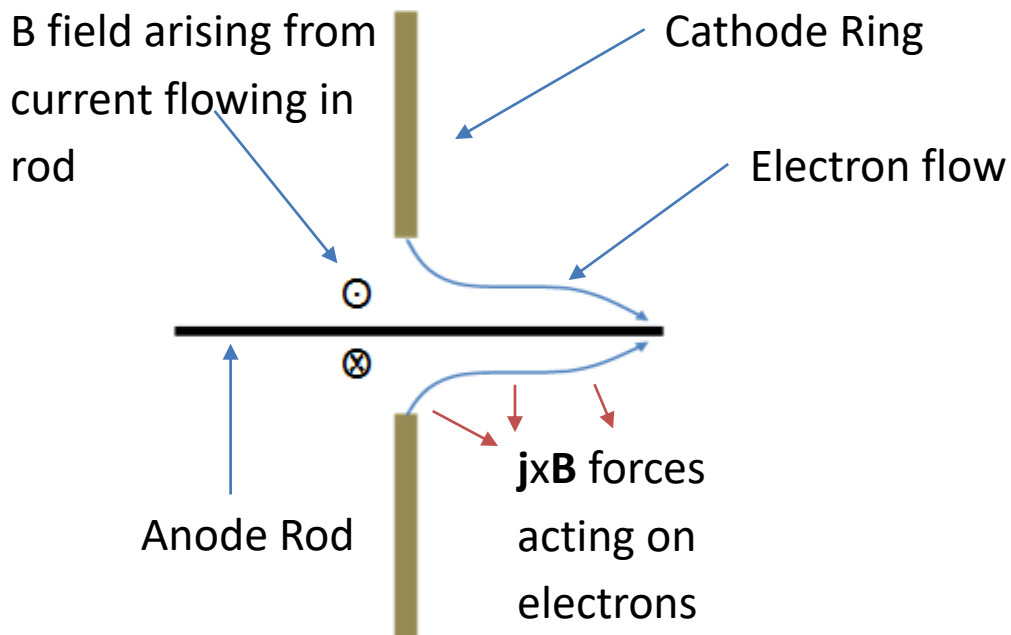 B field arising from
current flowing in
rod
Cathode Ring
Electron flow
Anode Rod
jxB forces
acting on
electrons